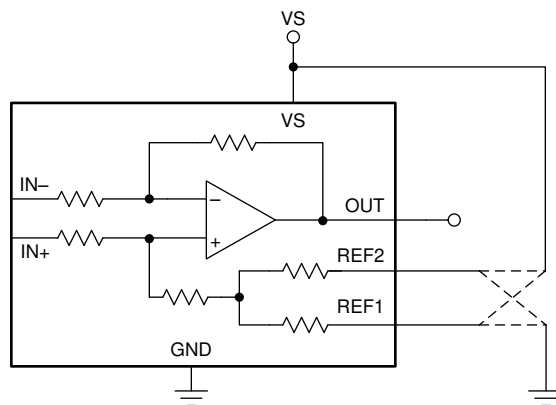 VS
VS
IN–
–
OUT
+
IN+
REF2
REF1
GND